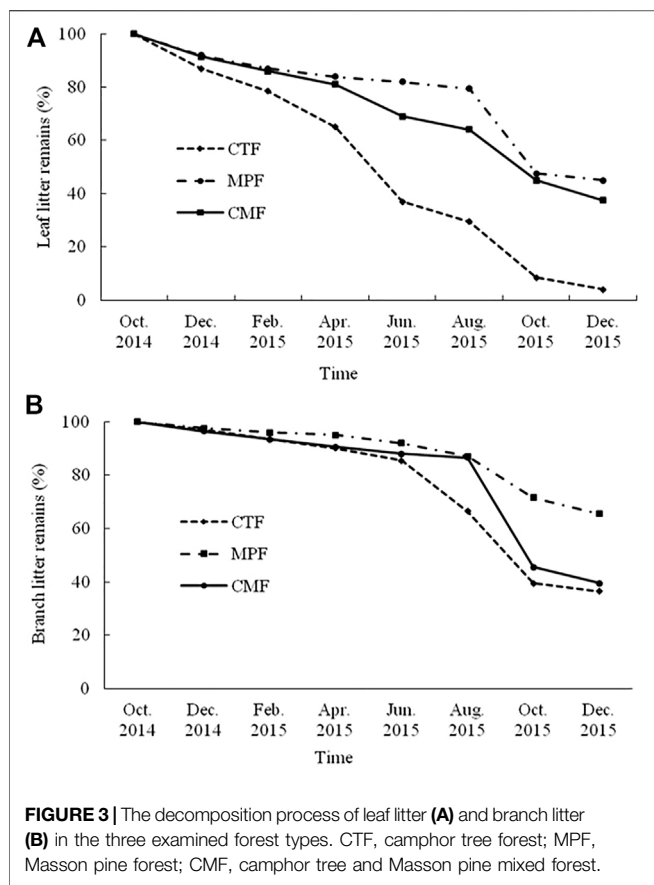 A
100
80
60
40
20
0
Leaf litter remains (%)
CTF
MPF
CMF
Oct. Dec. Feb. Apr. Jun. Aug. Oct. Dec.
2014 2014 2015 2015 2015 2015 2015 2015
Time
B
100
80
60
40
20
0
Branch litter remains (%)
CTF
MPF
CMF
Oct. Dec. Feb. Apr. Jun. Aug. Oct. Dec.
2014 2014 2015 2015 2015 2015 2015 2015
Time
FIGURE 3 | The decomposition process of leaf litter (A) and branch litter
(B) in the three examined forest types. CTF, camphor tree forest; MPF,
Masson pine forest; CMF, camphor tree and Masson pine mixed forest.